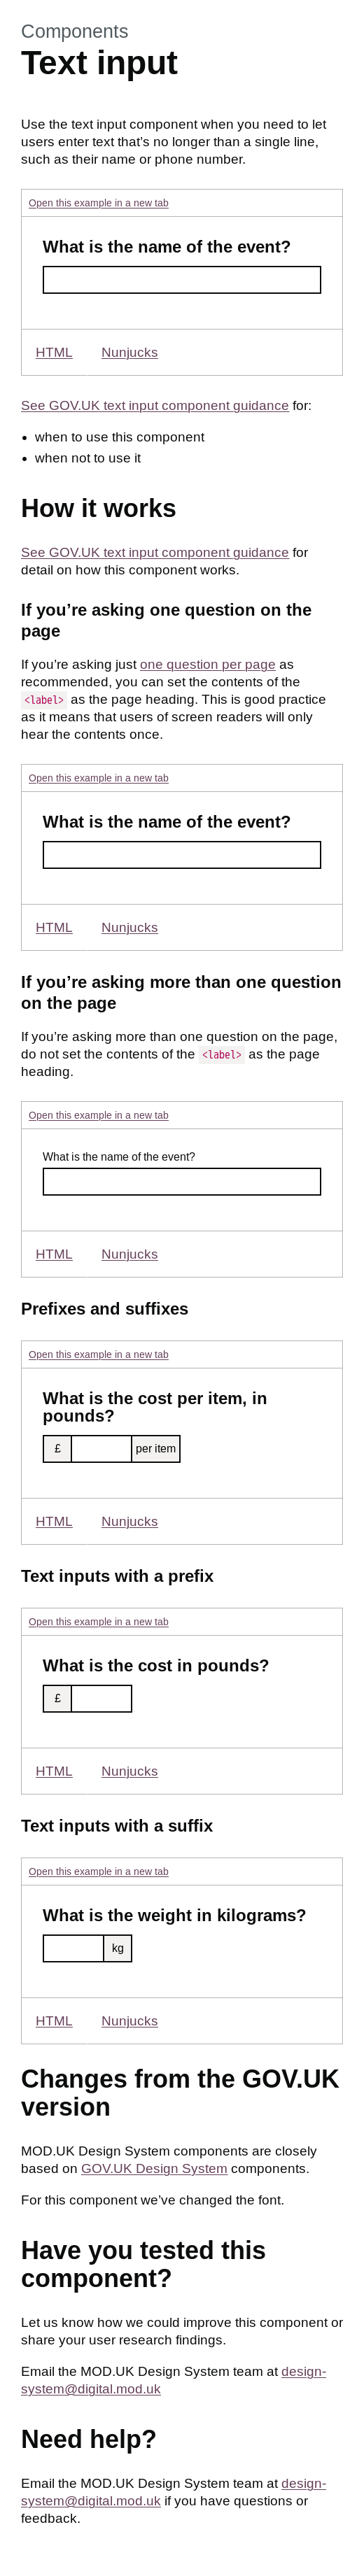 Components
Text input
Use the text input component when you need to let
users enter text that’s no longer than a single line,
such as their name or phone number.
Open this example in a new tab
What is the name of the event?
HTML
Nunjucks
See GOV.UK text input component guidance for:
when to use this component
when not to use it
How it works
See GOV.UK text input component guidance for
detail on how this component works.
If you’re asking one question on the
page
If you’re asking just one question per page as
recommended, you can set the contents of the
<label> as the page heading. This is good practice
as it means that users of screen readers will only
hear the contents once.
Open this example in a new tab
What is the name of the event?
HTML
Nunjucks
If you’re asking more than one question
on the page
If you’re asking more than one question on the page,
do not set the contents of the <label> as the page
heading.
Open this example in a new tab
What is the name of the event?
HTML
Nunjucks
Prefixes and suffixes
Open this example in a new tab
What is the cost per item, in
pounds?
£
per item
HTML
Nunjucks
Text inputs with a prefix
Open this example in a new tab
What is the cost in pounds?
£
HTML
Nunjucks
Text inputs with a suffix
Open this example in a new tab
What is the weight in kilograms?
kg
HTML
Nunjucks
Changes from the GOV.UK
version
MOD.UK Design System components are closely
based on GOV.UK Design System components.
For this component we’ve changed the font.
Have you tested this
component?
Let us know how we could improve this component or
share your user research findings.
Email the MOD.UK Design System team at design-
system@digital.mod.uk
Need help?
Email the MOD.UK Design System team at design-
system@digital.mod.uk if you have questions or
feedback.